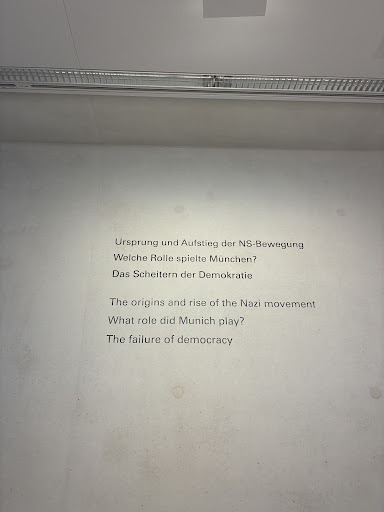 Ursprung und Aufstieg der NS-Bewegung
Welche Rolle spielte München?
Das Scheitern der Demokratie
The origins and rise of the Nazi movement
What role did Munich play?
The failure of democracy